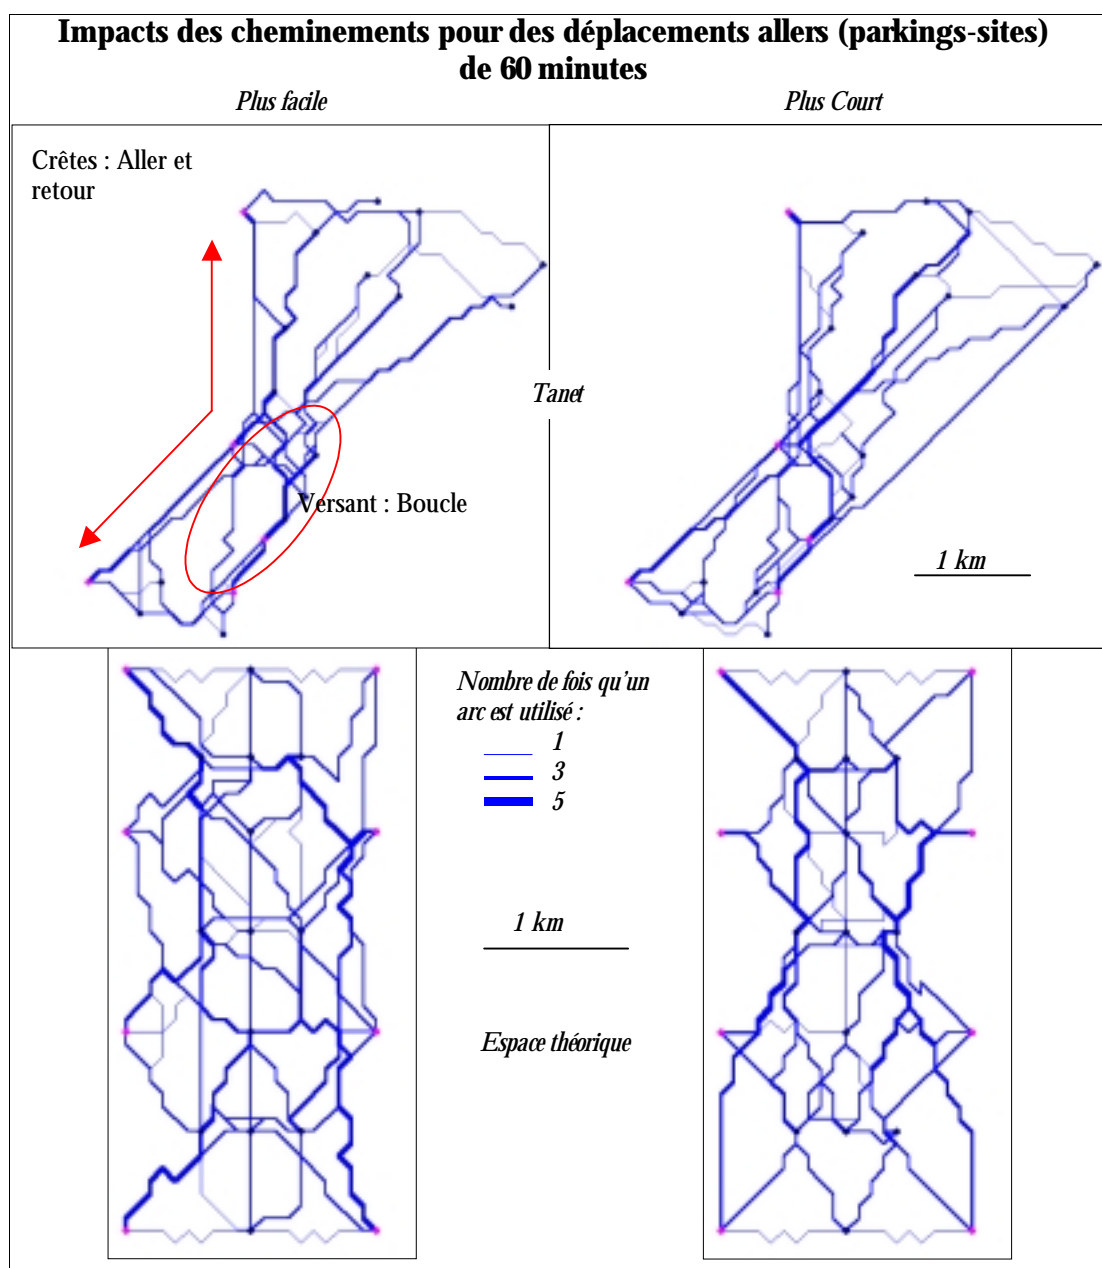 Impacts des cheminements pour des déplacements allers (parkings-sites)
de 60 minutes
Plus facile
Plus Court
Crêtes : Aller et
retour
Tanet
Versant : Boucle
1 km
Nombre de fois qu'un
arc est utilisé :
1
3
5
1 km
Espace théorique